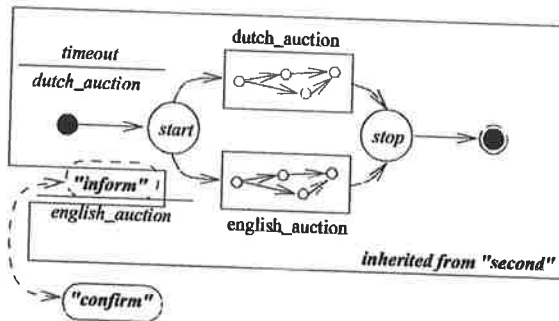 dutch_auction
timeout
dutch_auction
start
stop
"inform"
english_auction
english_auction
inherited from "second"
"confirm"